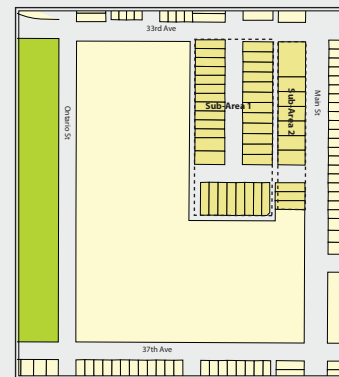 33rd Ave
Sub-Area 1
Sub-Area 2
Main St
Ontario St
37th Ave